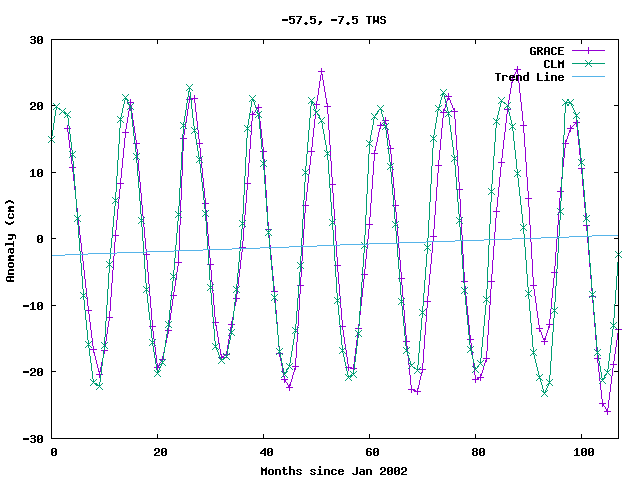 -57.5, -7.5 TWS
GRACE
CLM
Trend Line
30
20
10
0
-10
-20
-30
Anomaly (cm)
0 20 40 60 80 100
Months since Jan 2002